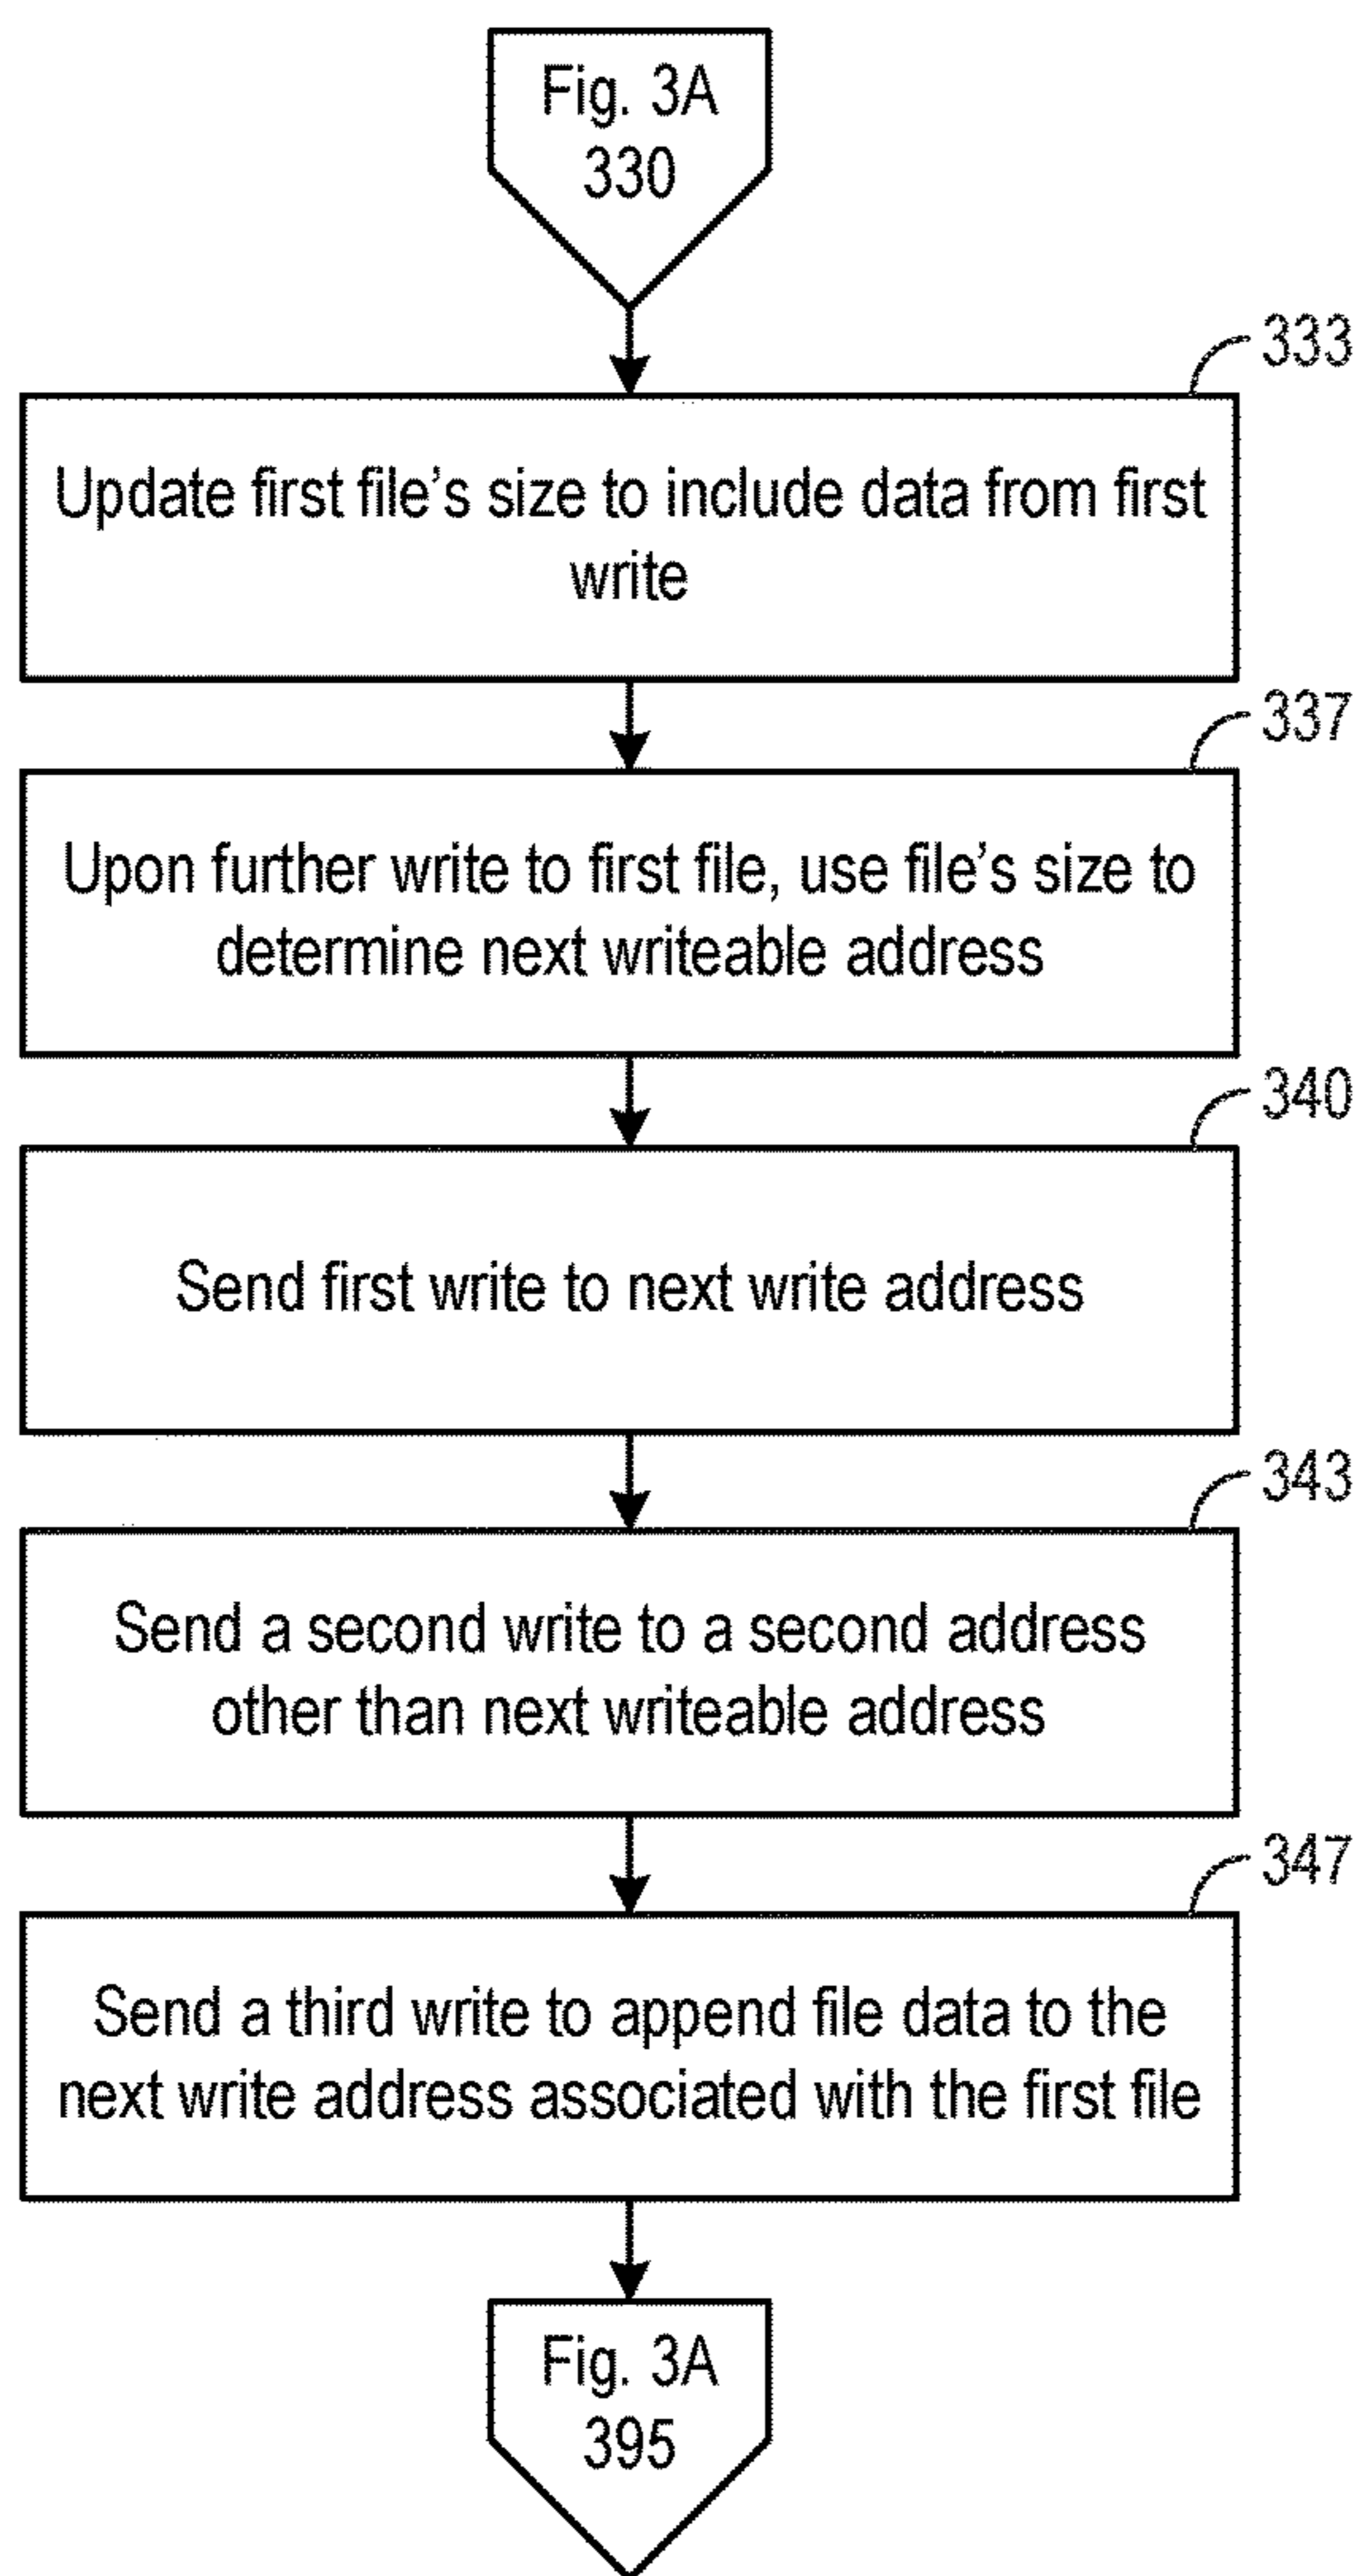 Fig. 3A
330
333
Update first file's size to include data from first
write
337
Upon further write to first file, use file's size to
determine next writeable address
340
Send first write to next write address
343
Send a second write to a second address
other than next writeable address
347
Send a third write to append file data to the
next write address associated with the first file
Fig. 3A
395